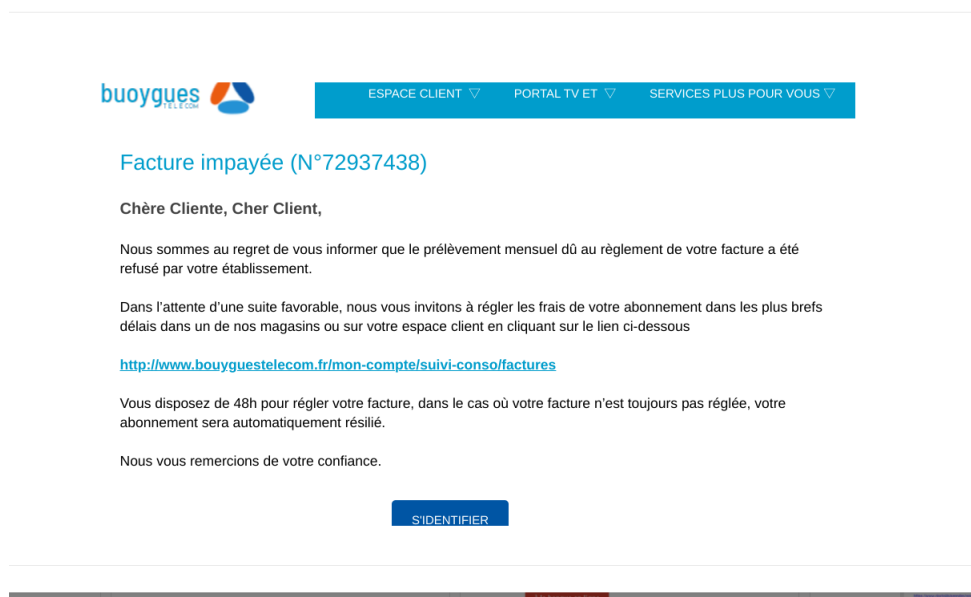 buoygues
TELECOM
ESPACE CLIENT ▽ PORTAL TV ET ▽ SERVICES PLUS POUR VOUS ▽
Facture impayée (N°72937438)
Chère Cliente, Cher Client,
Nous sommes au regret de vous informer que le prélèvement mensuel dû au règlement de votre facture a été
refusé par votre établissement.
Dans l’attente d’une suite favorable, nous vous invitons à régler les frais de votre abonnement dans les plus brefs
délais dans un de nos magasins ou sur votre espace client en cliquant sur le lien ci-dessous
http://www.bouyguestelecom.fr/mon-compte/suivi-conso/factures
Vous disposez de 48h pour régler votre facture, dans le cas où votre facture n’est toujours pas réglée, votre
abonnement sera automatiquement résilié.
Nous vous remercions de votre confiance.
S'IDENTIFIER